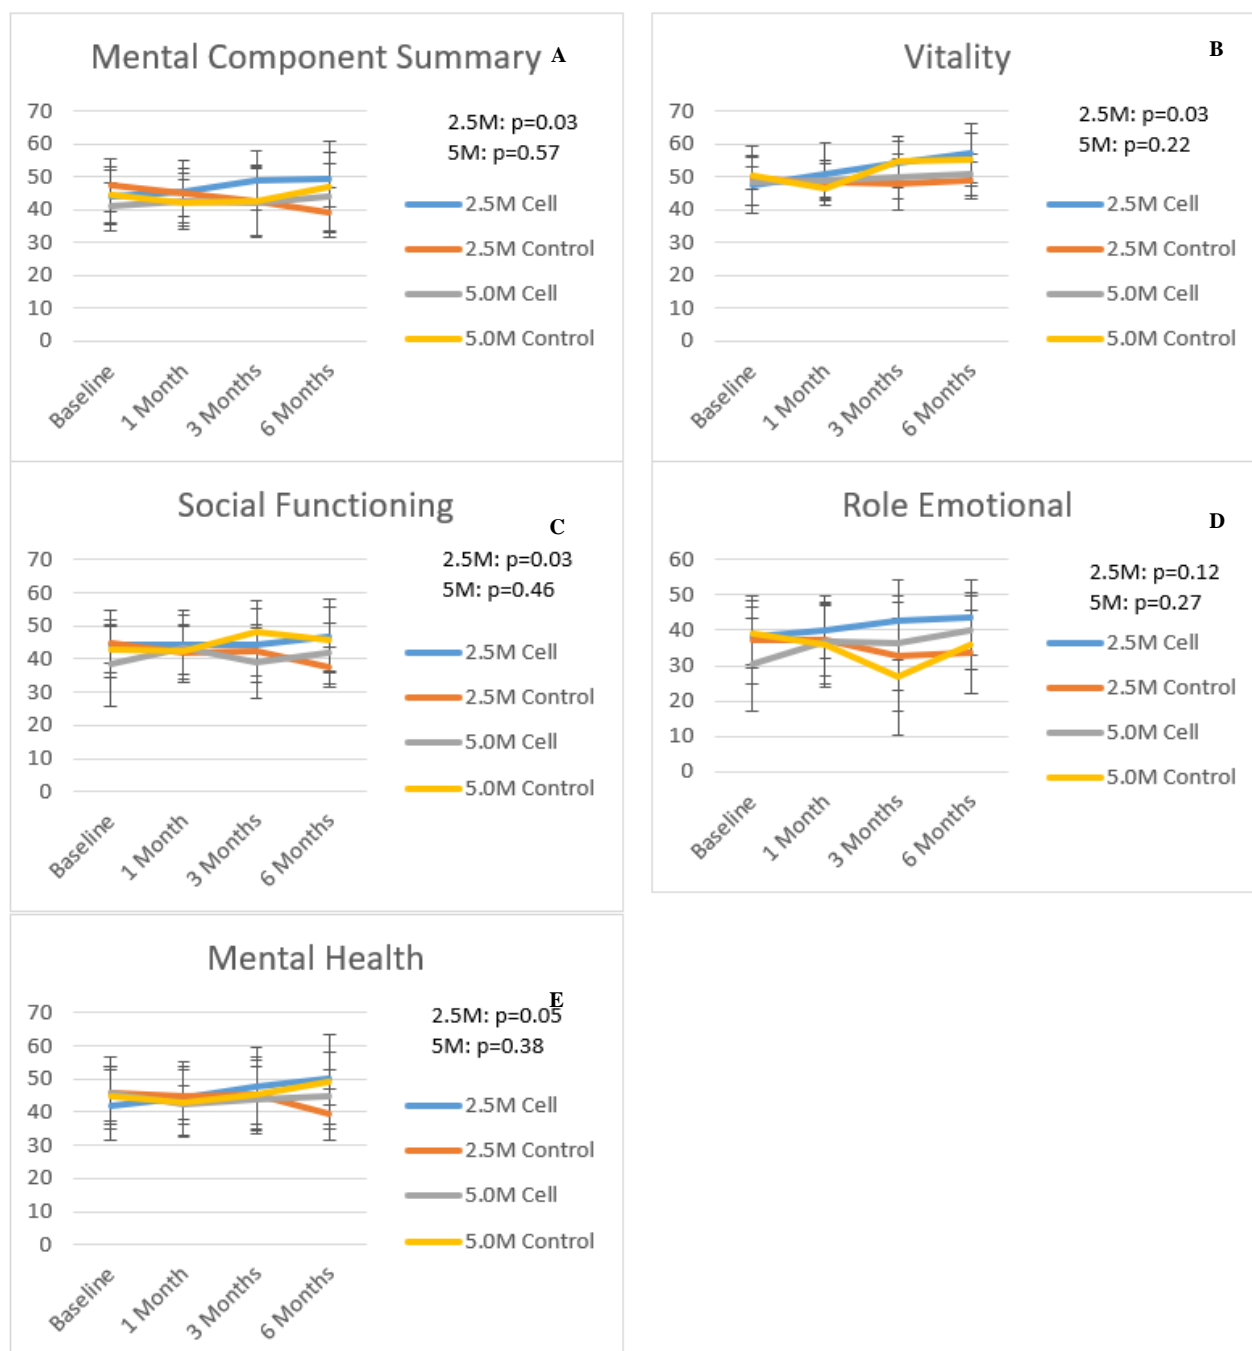 Mental Component Summary A
2.5M: p=0.03
5M: p=0.57
70
60
50
40
30
20
10
0
Baseline
1 Month
3 Months
6 Months
2.5M Cell
2.5M Control
5.0M Cell
5.0M Control
Vitality B
2.5M: p=0.03
5M: p=0.22
70
60
50
40
30
20
10
0
Baseline
1 Month
3 Months
6 Months
2.5M Cell
2.5M Control
5.0M Cell
5.0M Control
Social Functioning
C
2.5M: p=0.03
5M: p=0.46
70
60
50
40
30
20
10
0
Baseline
1 Month
3 Months
6 Months
2.5M Cell
2.5M Control
5.0M Cell
5.0M Control
Role Emotional
D
2.5M: p=0.12
5M: p=0.27
60
50
40
30
20
10
0
Baseline
1 Month
3 Months
6 Months
2.5M Cell
2.5M Control
5.0M Cell
5.0M Control
Mental Health
E
2.5M: p=0.05
5M: p=0.38
70
60
50
40
30
20
10
0
Baseline
1 Month
3 Months
6 Months
2.5M Cell
2.5M Control
5.0M Cell
5.0M Control